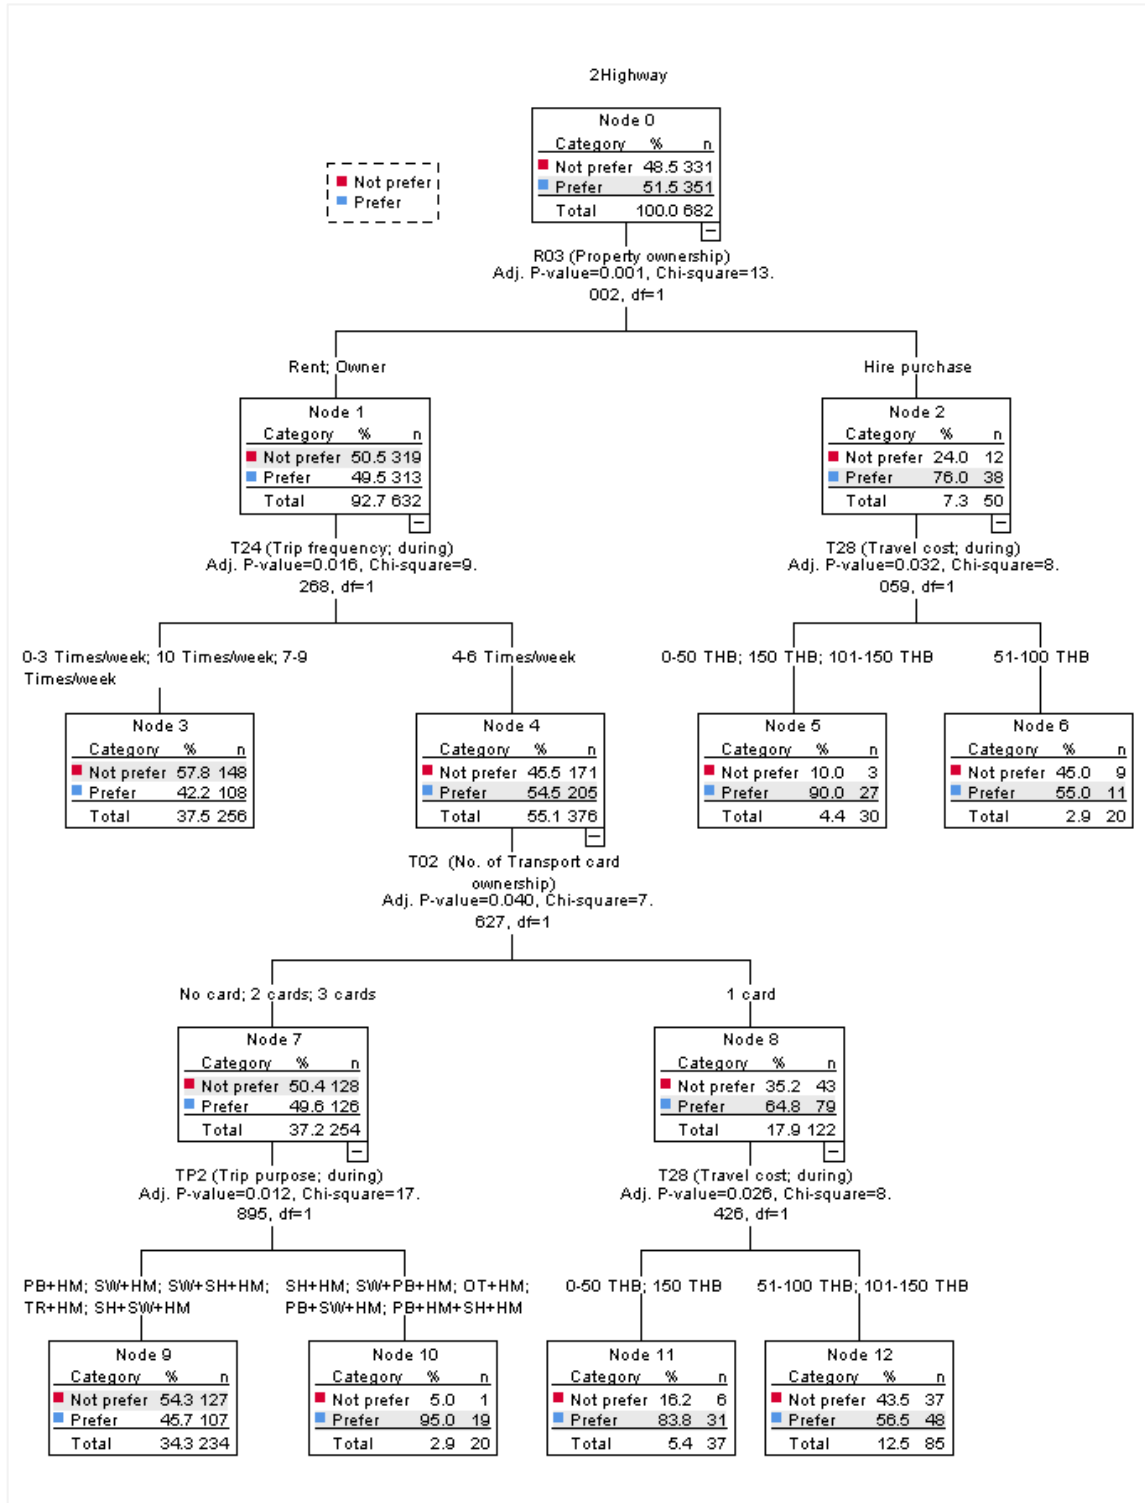 2Highway
Not prefer
Prefer
Node 0
Category % n
Not prefer 48.5 331
Prefer 51.5 351
Total 100.0 682
R03 (Property ownership)
Adj. P-value=0.001, Chi-square=13.
002, df=1
Rent; Owner
Hire purchase
Node 1
Category % n
Not prefer 50.5 319
Prefer 49.5 313
Total 92.7 632
Node 2
Category % n
Not prefer 24.0 12
Prefer 76.0 38
Total 7.3 50
T24 (Trip frequency; during)
Adj. P-value=0.016, Chi-square=9.
268, df=1
T28 (Travel cost; during)
Adj. P-value=0.032, Chi-square=8.
059, df=1
0-3 Times/week; 10 Times/week; 7-9
Times/week
4-6 Times/week
0-50 THB; 150 THB; 101-150 THB
51-100 THB
Node 3
Category % n
Not prefer 57.8 148
Prefer 42.2 108
Total 37.5 256
Node 4
Category % n
Not prefer 45.5 171
Prefer 54.5 205
Total 55.1 376
Node 5
Category % n
Not prefer 10.0 3
Prefer 90.0 27
Total 4.4 30
Node 6
Category % n
Not prefer 45.0 9
Prefer 55.0 11
Total 2.9 20
T02 (No. of Transport card
ownership)
Adj. P-value=0.040, Chi-square=7.
627, df=1
No card; 2 cards; 3 cards
1 card
Node 7
Category % n
Not prefer 50.4 128
Prefer 49.6 126
Total 37.2 254
Node 8
Category % n
Not prefer 35.2 43
Prefer 64.8 79
Total 17.9 122
TP2 (Trip purpose; during)
Adj. P-value=0.012, Chi-square=17.
895, df=1
T28 (Travel cost; during)
Adj. P-value=0.026, Chi-square=8.
426, df=1
PB+HM; SW+HM; SW+SH+HM;
TR+HM; SH+SW+HM
SH+HM; SW+PB+HM; OT+HM;
PB+SW+HM; PB+HM+SH+HM
0-50 THB; 150 THB
51-100 THB; 101-150 THB
Node 9
Category % n
Not prefer 54.3 127
Prefer 45.7 107
Total 34.3 234
Node 10
Category % n
Not prefer 5.0 1
Prefer 95.0 19
Total 2.9 20
Node 11
Category % n
Not prefer 16.2 6
Prefer 83.8 31
Total 5.4 37
Node 12
Category % n
Not prefer 43.5 37
Prefer 56.5 48
Total 12.5 85